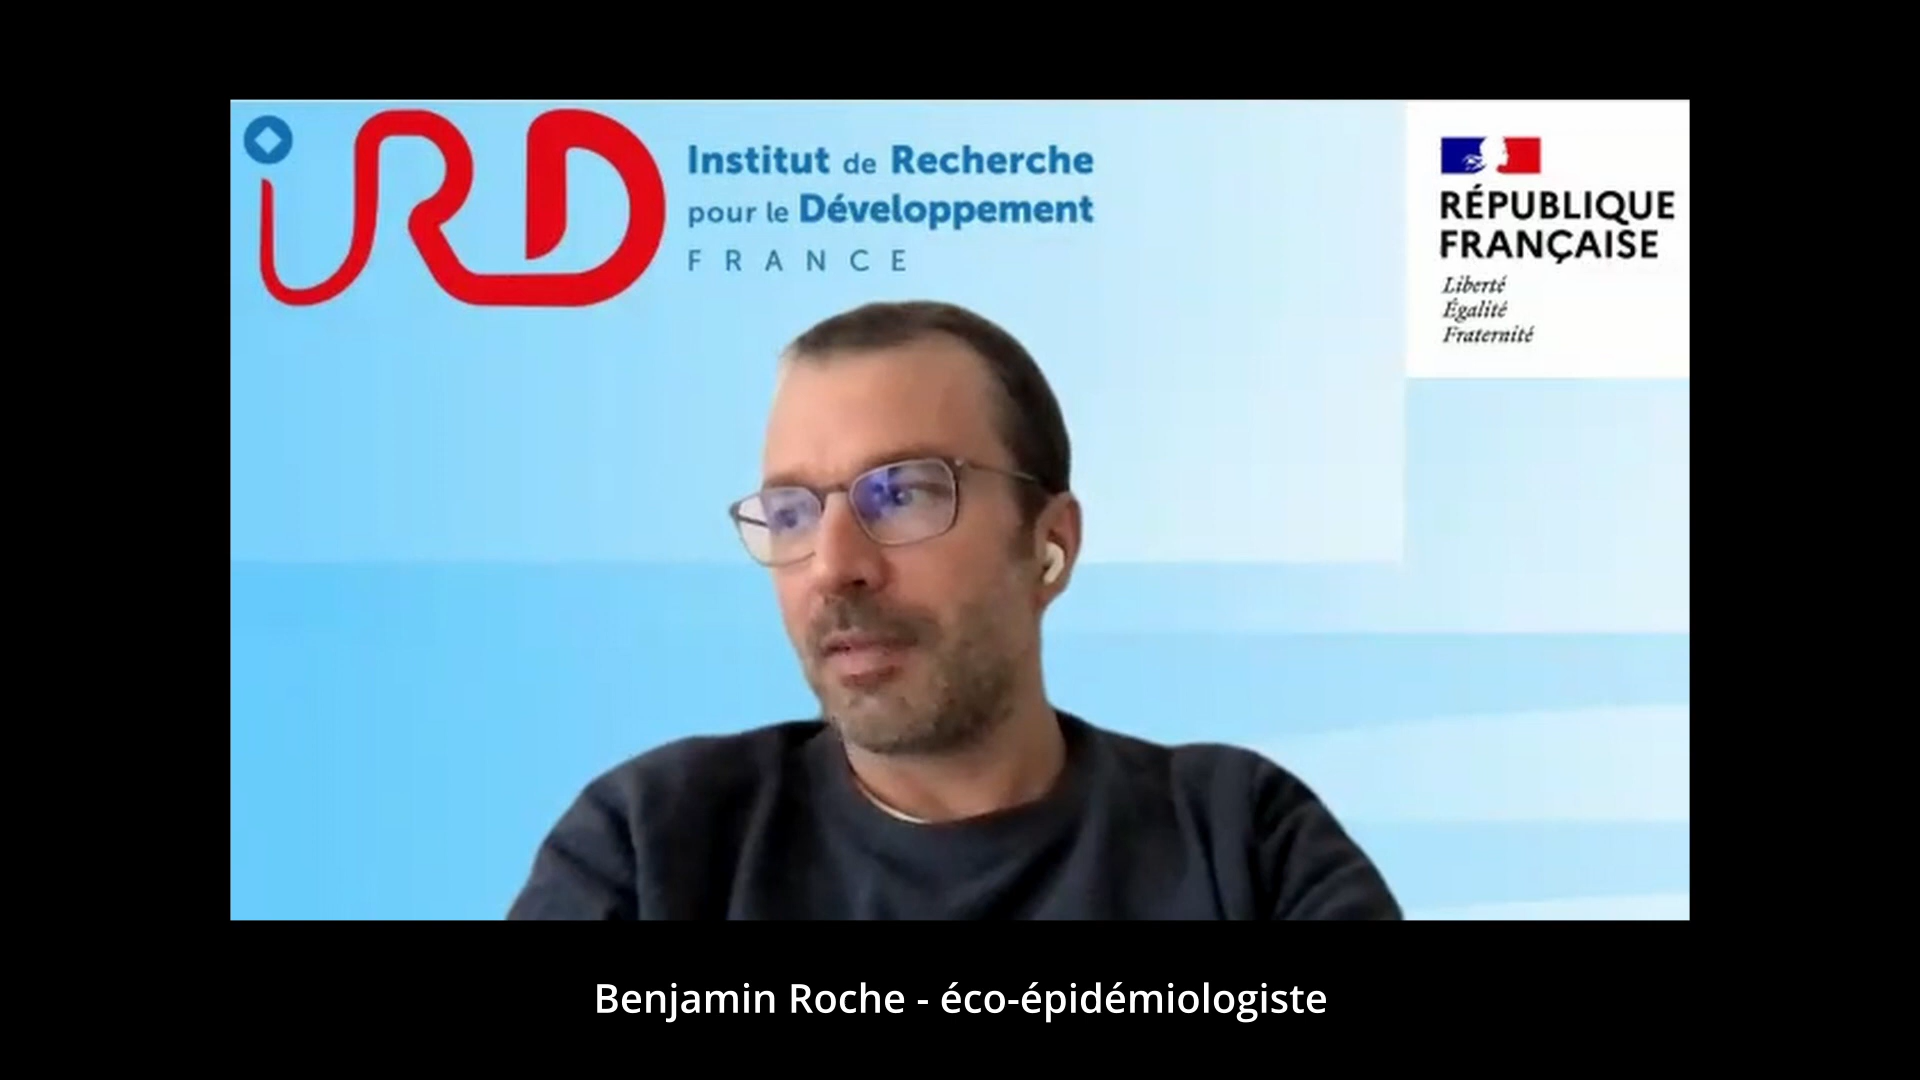 iRD
Institut de Recherche
pour le Développement
FRANCE
RÉPUBLIQUE
FRANÇAISE
Liberté
Égalité
Fraternité
Benjamin Roche - éco-épidémiologiste